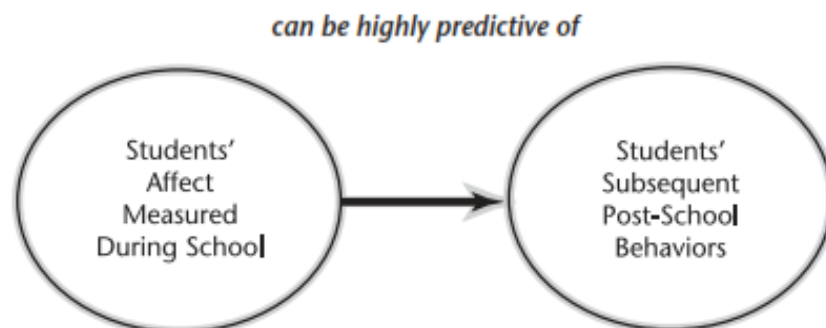 can be highly predictive of
Students'
Affect
Measured
During School
Students'
Subsequent
Post-School
Behaviors